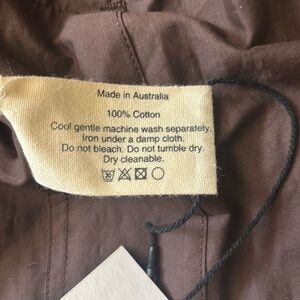 Made in Australia
100% Cotton
Cool gentle machine wash separately.
Iron under a damp cloth.
Do not bleach. Do not tumble dry.
Dry cleanable.